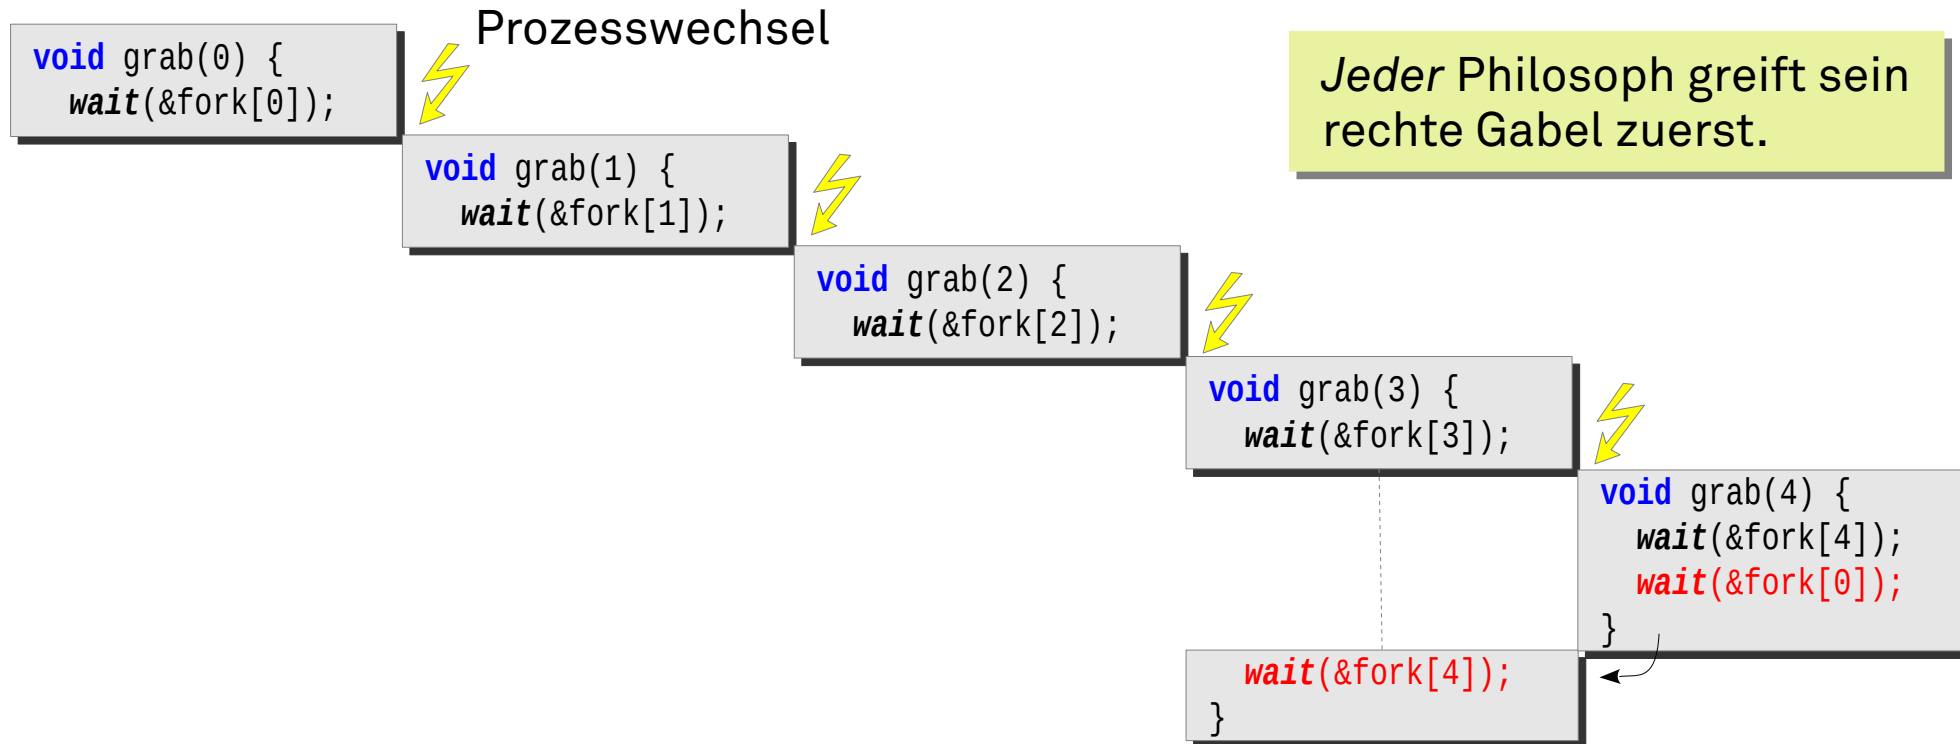 Prozesswechsel
void grab(0) {
wait(&fork[0]);
Jeder Philosoph greift sein
rechte Gabel zuerst.
void grab(1) {
wait(&fork[1]);
void grab(2) {
wait(&fork[2]);
void grab(3) {
wait(&fork[3]);
void grab(4) {
wait(&fork[4]);
wait(&fork[0]);
}
wait(&fork[4]);
}